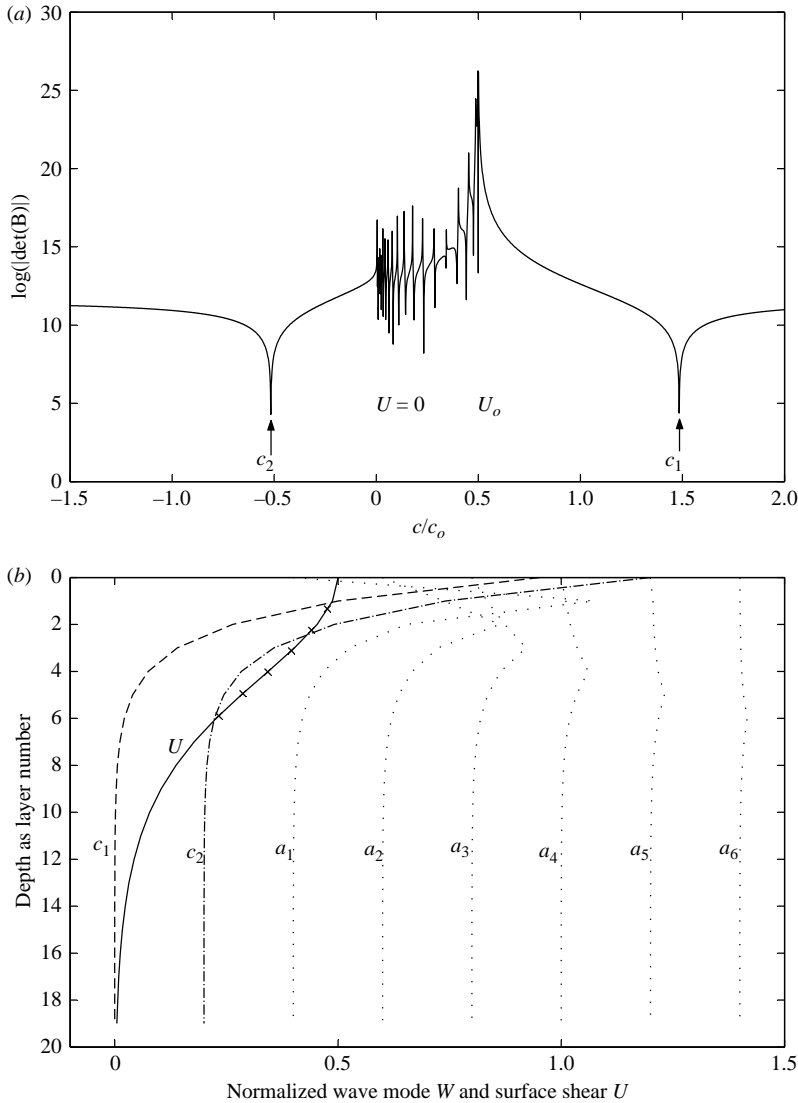 (a)
30
25
20
15
10
5
0
log(|det(B)|)
U = 0
U_o
c_2
c_1
−1.5 −1.0 −0.5 0 0.5 1.0 1.5 2.0
c/c_o
(b)
0
2
4
6
8
10
12
14
16
18
20
Depth as layer number
U
c_1 c_2 a_1 a_2 a_3 a_4 a_5 a_6
0 0.5 1.0 1.5
Normalized wave mode W and surface shear U